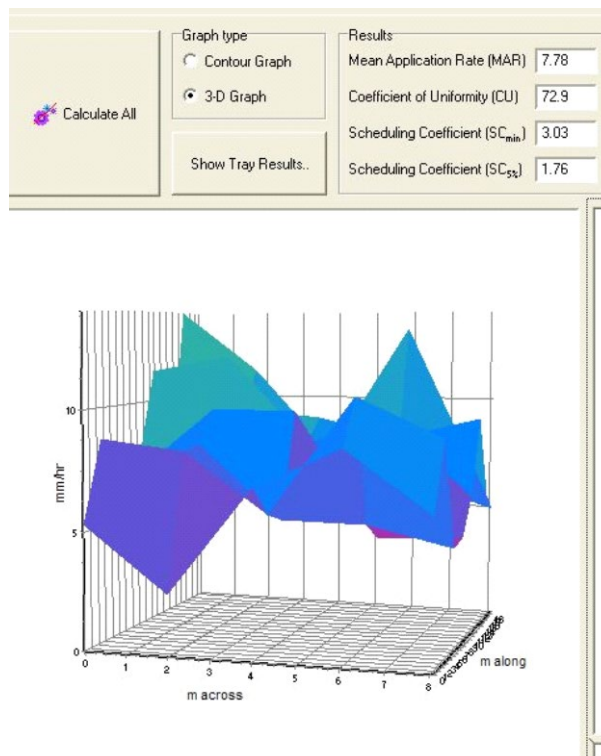 Graph type
Contour Graph
3-D Graph
Calculate All
Show Tray Results..
Results
Mean Application Rate (MAR) 7.78
Coefficient of Uniformity (CU) 72.9
Scheduling Coefficient (SCmin) 3.03
Scheduling Coefficient (SC5%) 1.76
10
mm/hr
5
0
0 1 2 3 4 5 6 7 8
m across
m along